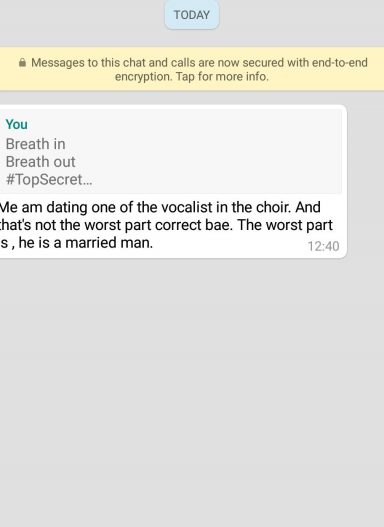 TODAY
Messages to this chat and calls are now secured with end-to-end
encryption. Tap for more info.
You
Breath in
Breath out
#TopSecret...
Me am dating one of the vocalist in the choir. And
that's not the worst part correct bae. The worst part
s , he is a married man.
12:40